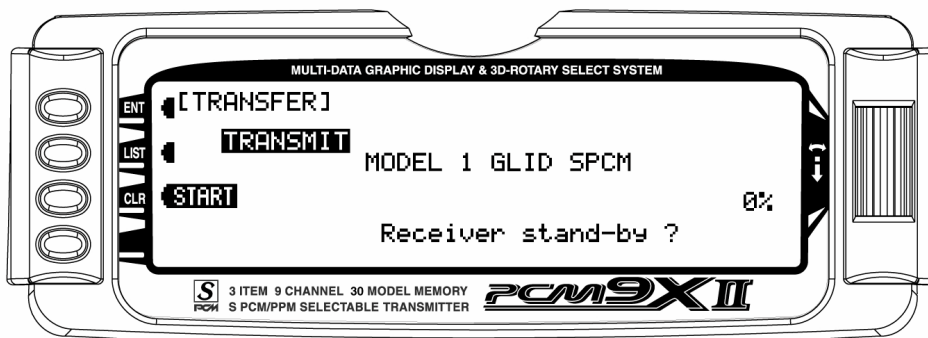 MULTI-DATA GRAPHIC DISPLAY & 3D-ROTARY SELECT SYSTEM
ENT
[TRANSFER]
LIST
TRANSMIT
MODEL 1 GLID SPCM
CLR
START
0%
Receiver stand-by ?
S PCM
3 ITEM 9 CHANNEL 30 MODEL MEMORY
S PCM/PPM SELECTABLE TRANSMITTER
PCM9XII